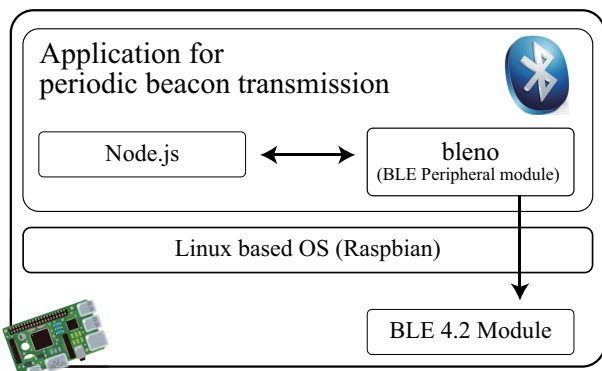 Application for
periodic beacon transmission
Node.js
bleno
(BLE Peripheral module)
Linux based OS (Raspbian)
BLE 4.2 Module